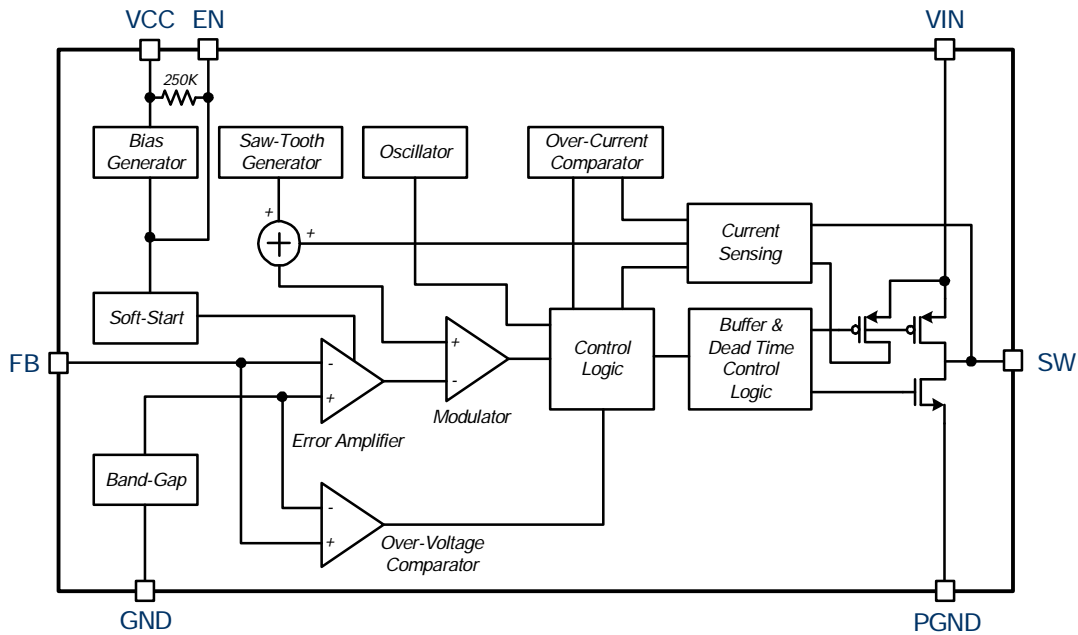 VCC
EN
VIN
250K
Bias
Generator
Saw-Tooth
Generator
Oscillator
Over-Current
Comparator
+
+
+
Current
Sensing
Soft-Start
Buffer &
Dead Time
Control
Logic
Control
Logic
FB
-
+
Error Amplifier
+
-
Modulator
SW
Band-Gap
-
+
Over-Voltage
Comparator
GND
PGND